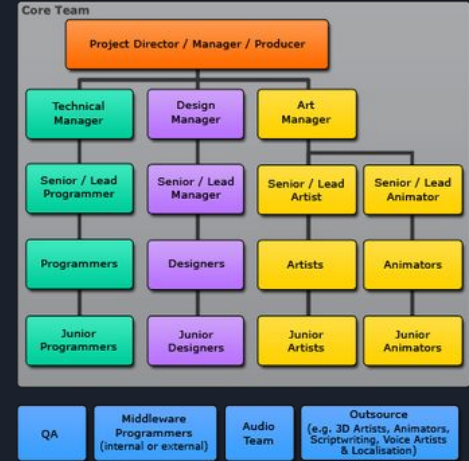 Core Team
Project Director / Manager / Producer
Technical
Manager
Design
Manager
Art
Manager
Senior / Lead
Programmer
Senior / Lead
Manager
Senior / Lead
Artist
Senior / Lead
Animator
Programmers
Designers
Artists
Animators
Junior
Programmers
Junior
Designers
Junior
Artists
Junior
Animators
QA
Middleware
Programmers
(internal or external)
Audio
Team
Outsource
(e.g. 3D Artists, Animators,
Scriptwriting, Voice Artists
& Localisation)